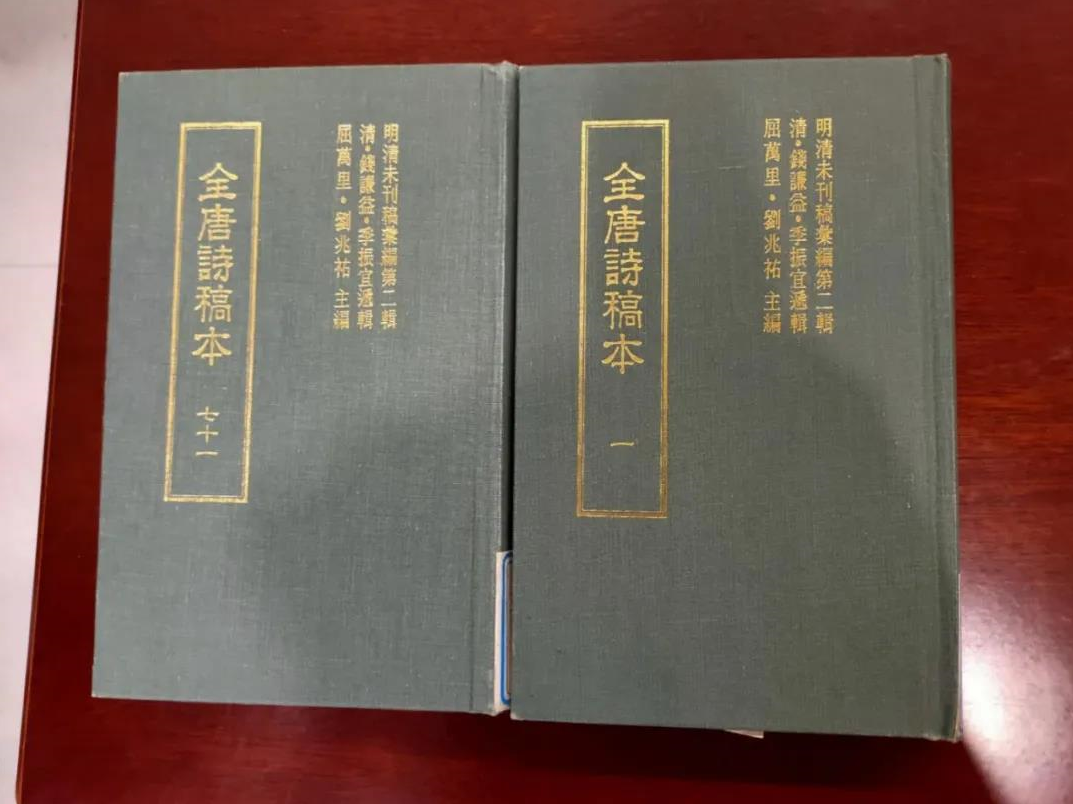 明清未刊稿彙編第二輯
清·錢謙益·季振宜遞輯
屈萬里·劉兆祐 主編
全唐詩稿本 一
明清未刊稿彙編第二輯
清·錢謙益·季振宜遞輯
屈萬里·劉兆祐 主編
全唐詩稿本 七十一